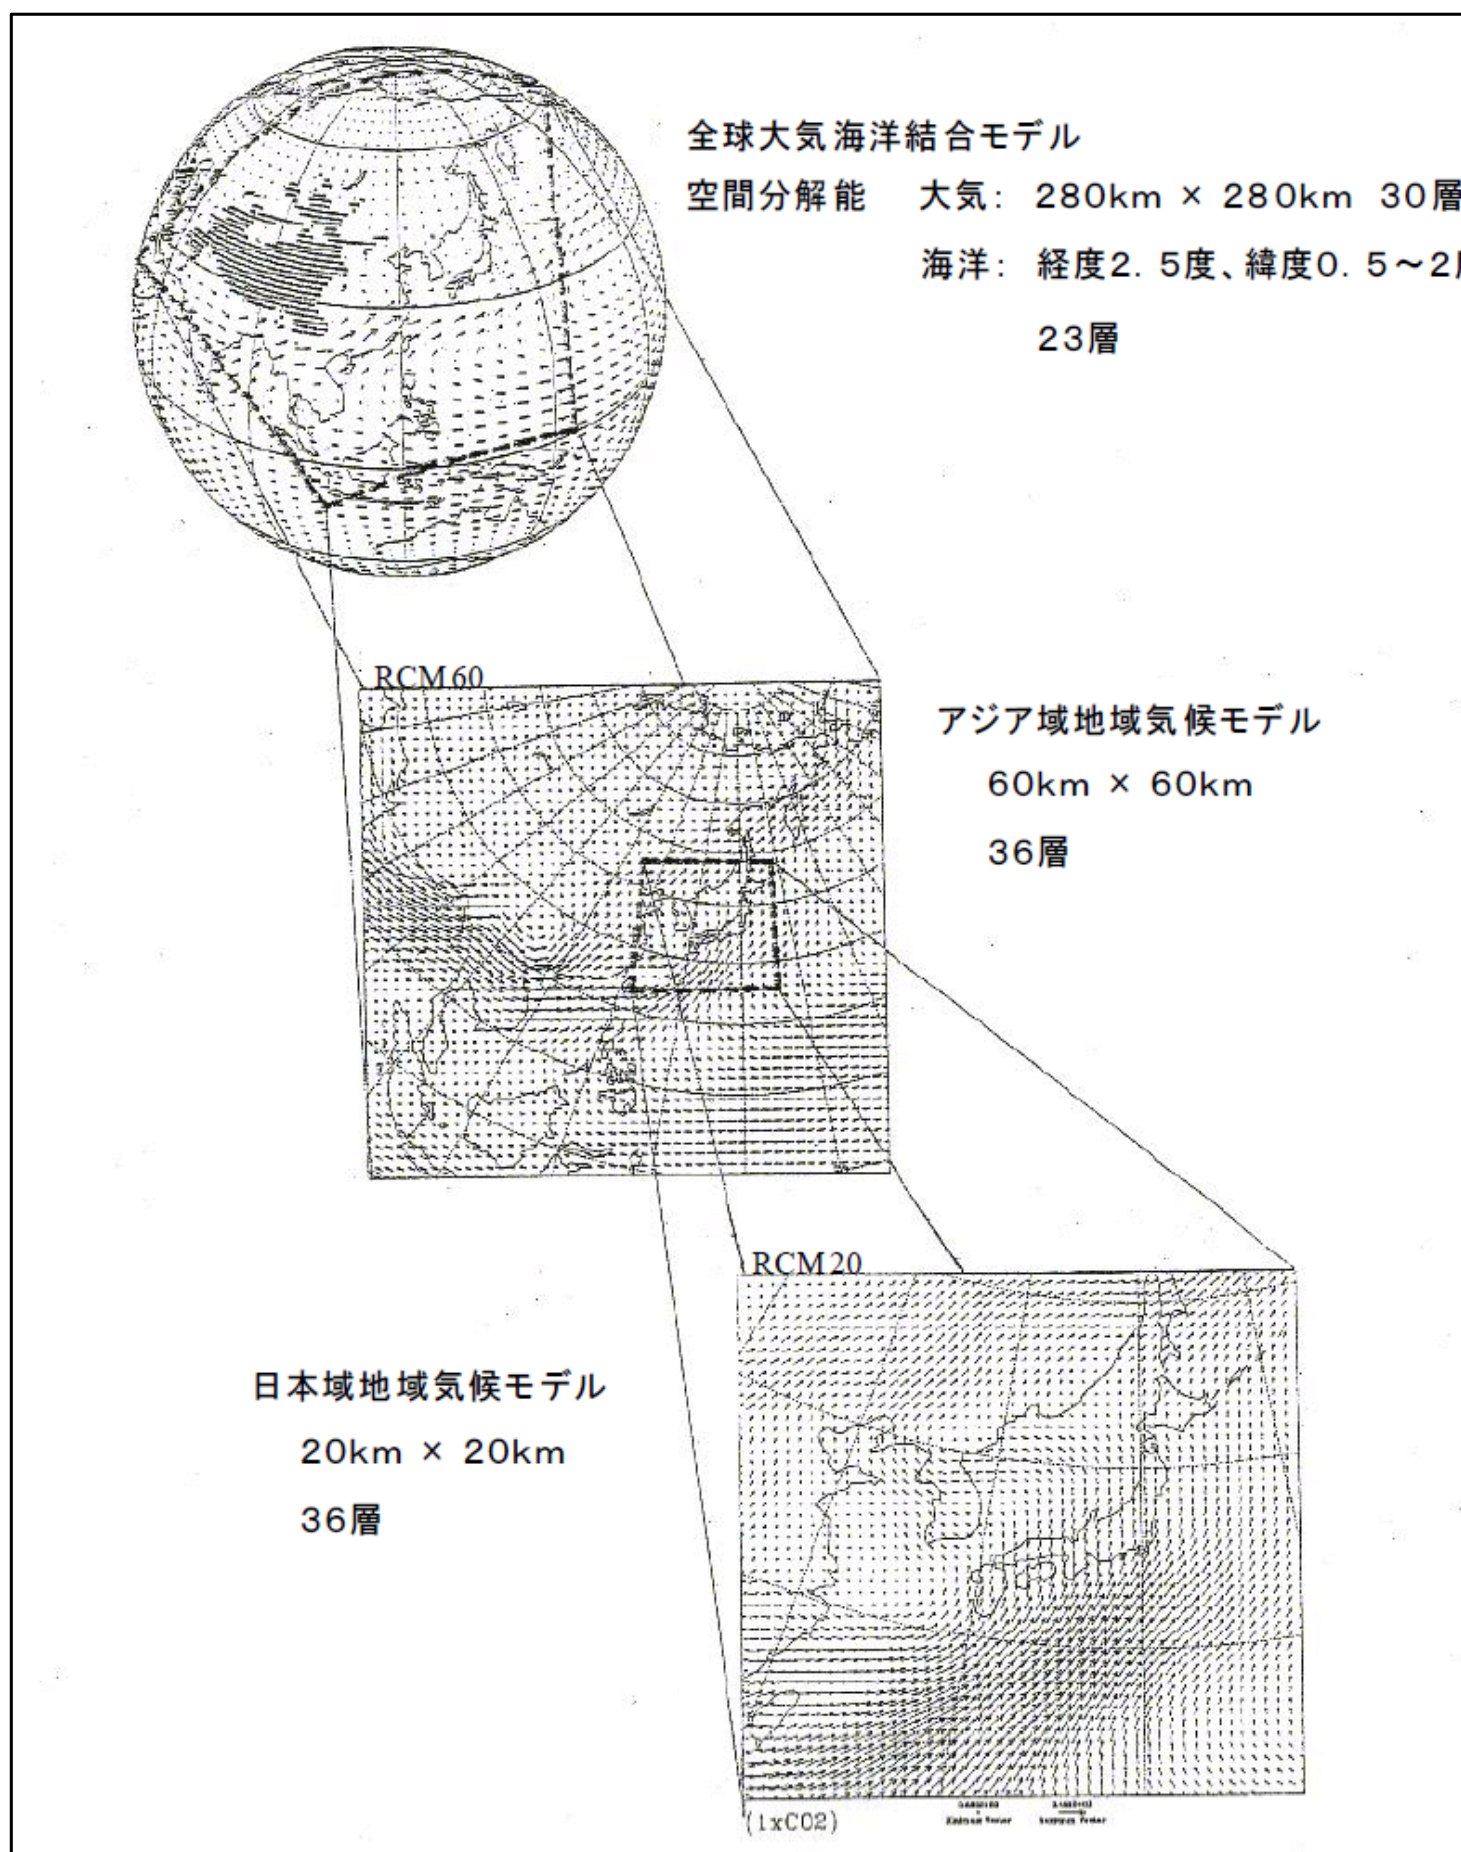 全球大気海洋結合モデル
空間分解能 大気: 280km × 280km 30層
海洋: 経度2.5度、緯度0.5～2
23層
RCM60
アジア域地域気候モデル
60km × 60km
36層
RCM20
日本域地域気候モデル
20km × 20km
36層
(1xCO2)